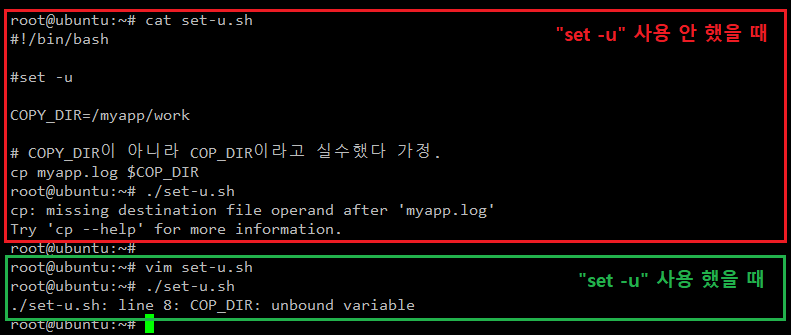 root@ubuntu:~# cat set-u.sh
"set -u" 사용 안 했을 때
#!/bin/bash
#set -u
COPY_DIR=/myapp/work
# COPY_DIR이 아니라 COP_DIR이라고 실수했다 가정.
cp myapp.log $COP_DIR
root@ubuntu:~# ./set-u.sh
cp: missing destination file operand after 'myapp.log'
Try 'cp --help' for more information.
root@ubuntu:~#
root@ubuntu:~# vim set-u.sh
"set -u" 사용 했을 때
root@ubuntu:~# ./set-u.sh
./set-u.sh: line 8: COP_DIR: unbound variable
root@ubuntu:~#